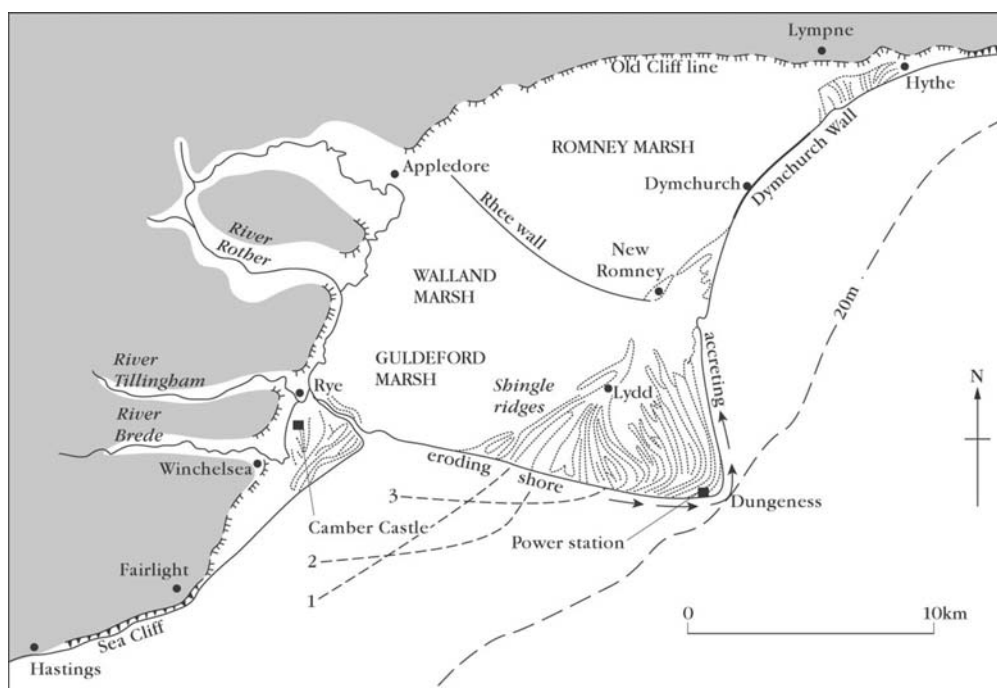 Lympne
Old Cliff line
Hythe
ROMNEY MARSH
Dymchurch Wall
Appledore
Dymchurch
Rhee wall
River
Rother
New
Romney
WALLAND
MARSH
20m
accreting
GULDEFORD
MARSH
River
Tillingham
Rye
Shingle
ridges
Lydd
N
River
Brede
Winchelsea
eroding
shore
3
Dungeness
Camber Castle
2
Power station
Fairlight
1
0
10km
Sea Cliff
Hastings